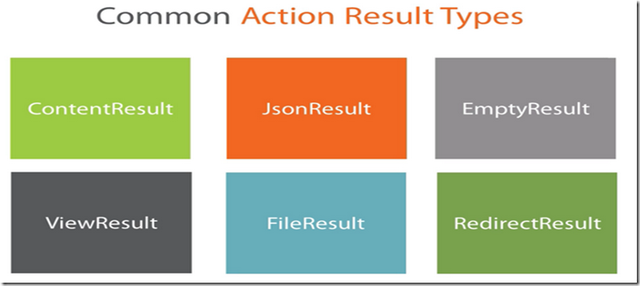 Common Action Result Types
ContentResult JsonResult EmptyResult
ViewResult FileResult RedirectResult